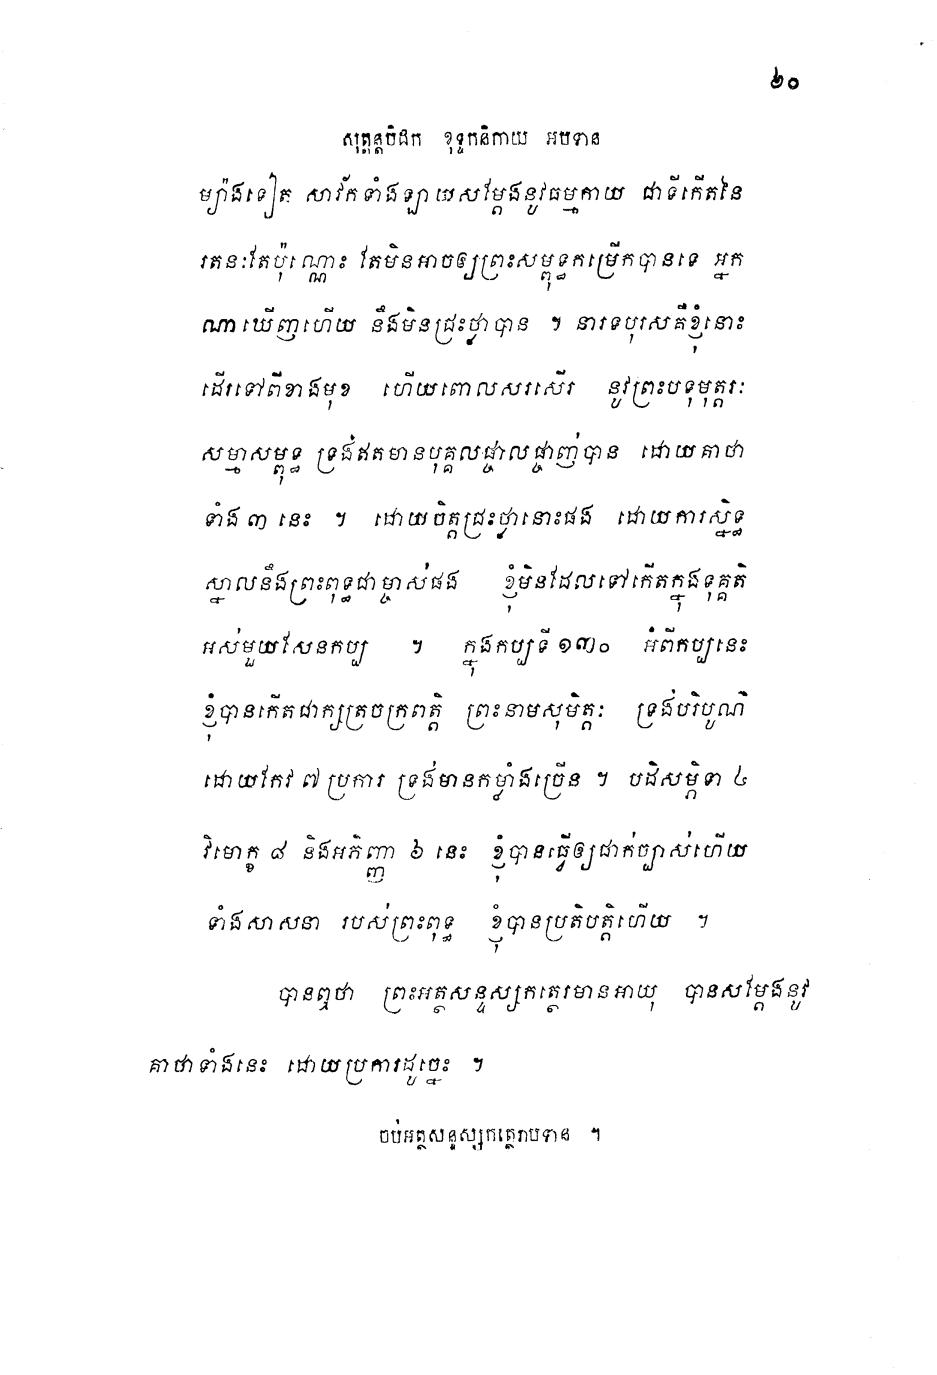 ៦០
សុត្តន្តបិដក ខុទ្ទកនិកាយ អបទាន
ម្យ៉ាងទៀត សាវ័កទាំងឡាយសម្ដែងនូវធម្មកាយ ជាទីកើតនៃ
រតនៈតែប៉ុណ្ណោះ តែមិនអាចឲ្យព្រះសម្ពុទ្ធកម្រើកបានទេ អ្នក
ណាឃើញហើយ នឹងមិនជ្រះថ្លាបាន ។ នារទបុរសគឺខ្ញុំនោះ
ដើរទៅពីខាងមុខ ហើយពោលសរសើរ នូវព្រះបទុមុត្តរៈ
សម្មាសម្ពុទ្ធ ទ្រង់ឥតមានបុគ្គលផ្ចាលផ្ចាញ់បាន ដោយគាថា
ទាំង ៣ នេះ ។ ដោយចិត្តជ្រះថ្លានោះផង ដោយការស្និទ្ធ
ស្នាលនឹងព្រះពុទ្ធជាម្ចាស់ផង ខ្ញុំមិនដែលទៅកើតក្នុងទុគ្គតិ
អស់មួយសែនកប្ប ។ ក្នុងកប្បទី ១៣០ អំពីកប្បនេះ
ខ្ញុំបានកើតជាក្សត្រចក្រពត្តិ ព្រះនាមសុមិត្តៈ ទ្រង់បរិបូណ៌
ដោយកែវ ៧ ប្រការ ទ្រង់មានកម្លាំងច្រើន ។ បដិសម្ភិទា ៤
វិមោក្ខ ៨ និងអភិញ្ញា ៦ នេះ ខ្ញុំបានធ្វើឲ្យជាក់ច្បាស់ហើយ
ទាំងសាសនា របស់ព្រះពុទ្ធ ខ្ញុំបានប្រតិបត្តិហើយ ។
បានឮថា ព្រះអត្ថសន្ទស្សកត្ថេរមានអាយុ បានសម្ដែងនូវ
គាថាទាំងនេះ ដោយប្រការដូច្នេះ ។
ចប់អត្ថសន្ទស្សកត្ថេរាបទាន ។